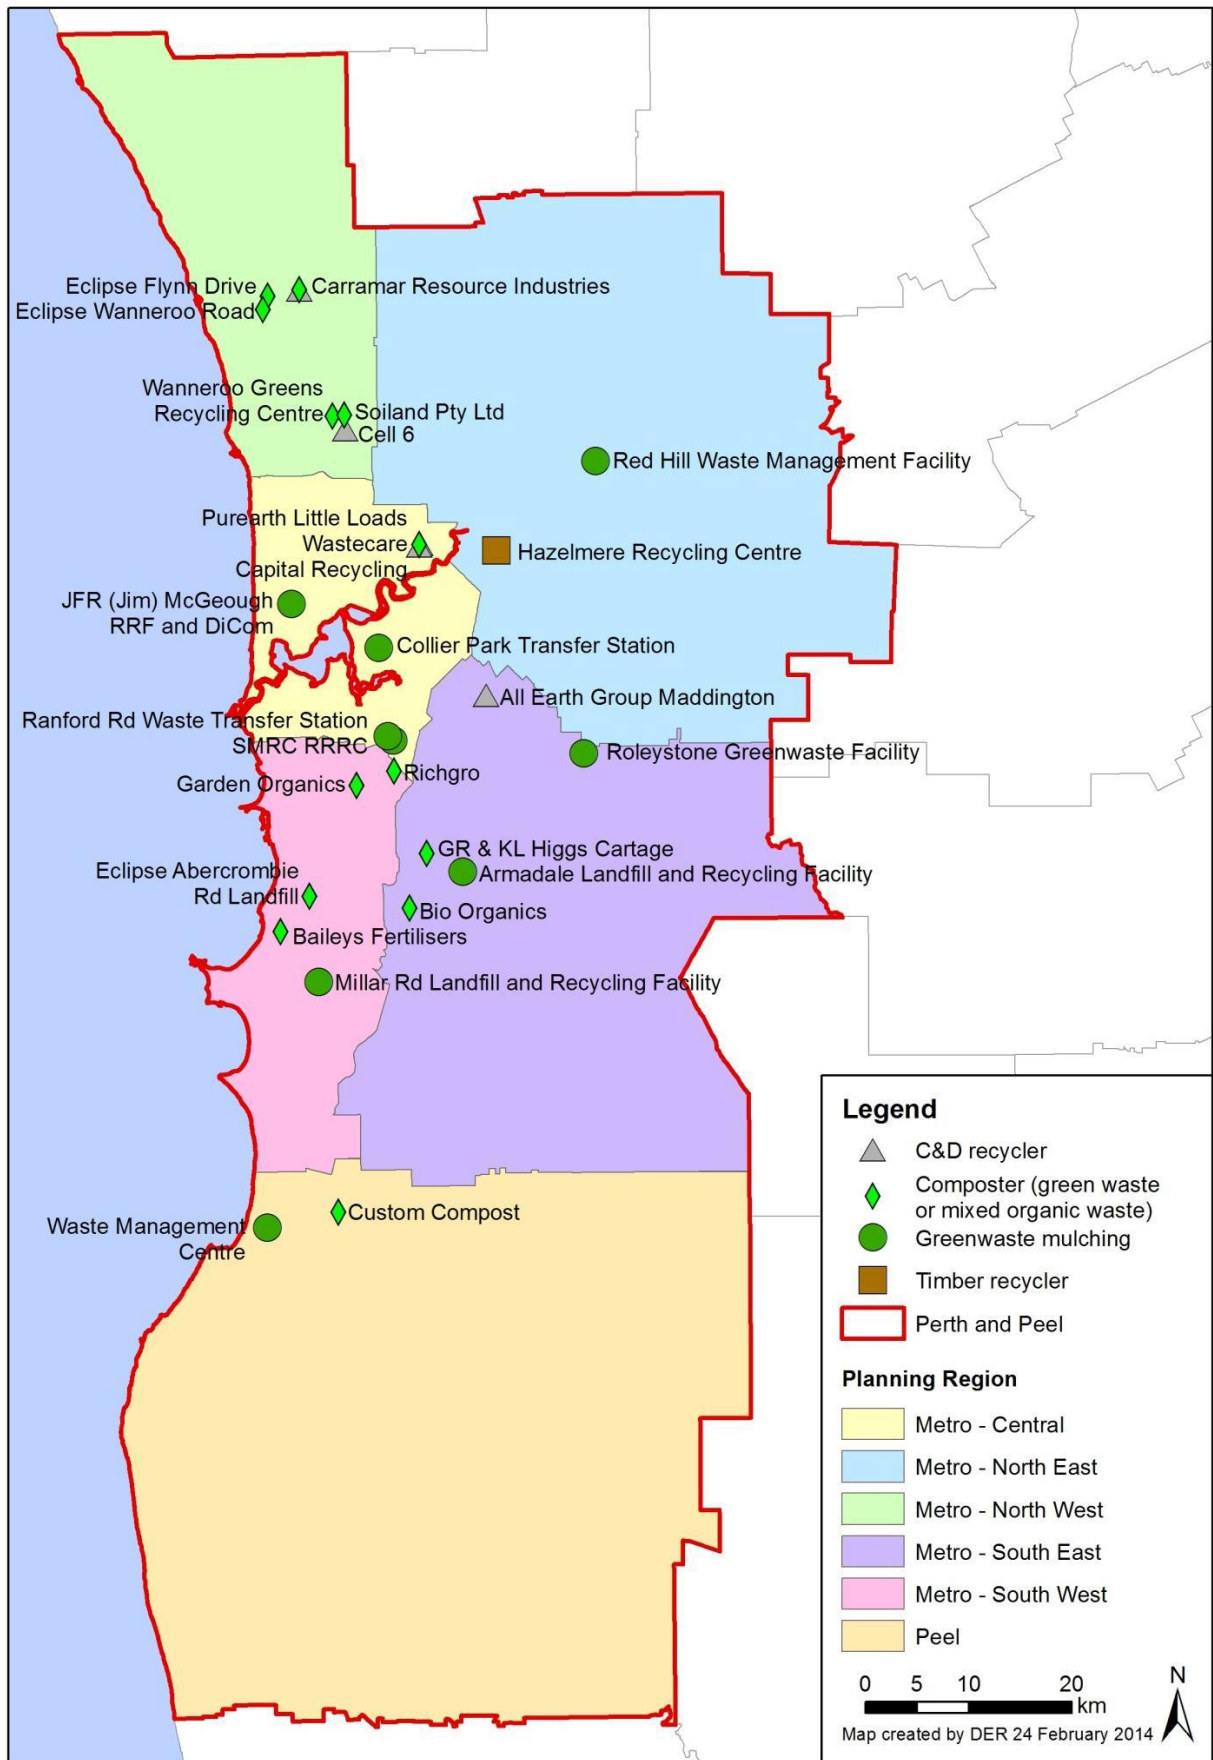 Eclipse Flynn Drive
Carramar Resource Industries
Eclipse Wanneroo Road
Wanneroo Greens
Recycling Centre
Soiland Pty Ltd
Cell 6
Red Hill Waste Management Facility
Purearth Little Loads
Wastecare
Capital Recycling
Hazelmere Recycling Centre
JFR (Jim) McGeough
RRF and DiCom
Collier Park Transfer Station
All Earth Group Maddington
Ranford Rd Waste Transfer Station
SMRC RRRC
Roleystone Greenwaste Facility
Richgro
Garden Organics
GR & KL Higgs Cartage
Armadale Landfill and Recycling Facility
Eclipse Abercrombie
Rd Landfill
Bio Organics
Baileys Fertilisers
Millar Rd Landfill and Recycling Facility
Custom Compost
Waste Management
Centre
Legend
C&D recycler
Composter (green waste
or mixed organic waste)
Greenwaste mulching
Timber recycler
Perth and Peel
Planning Region
Metro - Central
Metro - North East
Metro - North West
Metro - South East
Metro - South West
Peel
N
0 5 10 20
km
Map created by DER 24 February 2014